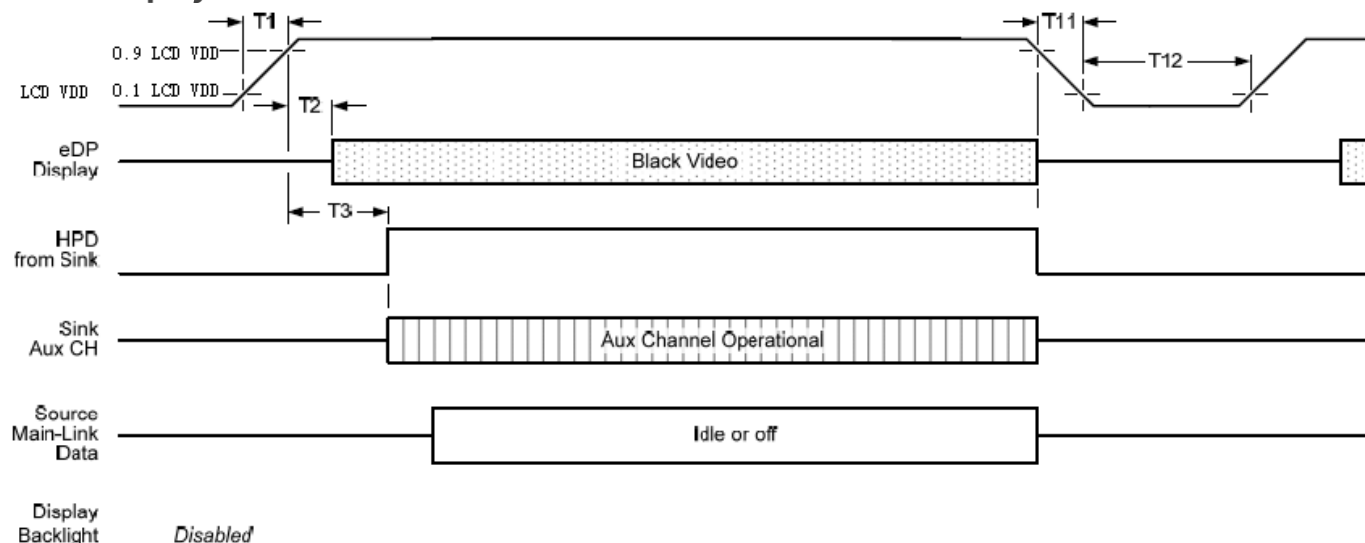 T1
T11
0.9 LCD VDD
T12
LCD VDD 0.1 LCD VDD
T2
eDP
Display
Black Video
T3
HPD
from Sink
Sink
Aux CH
Aux Channel Operational
Source
Main-Link
Data
Idle or off
Display
Backlight
Disabled